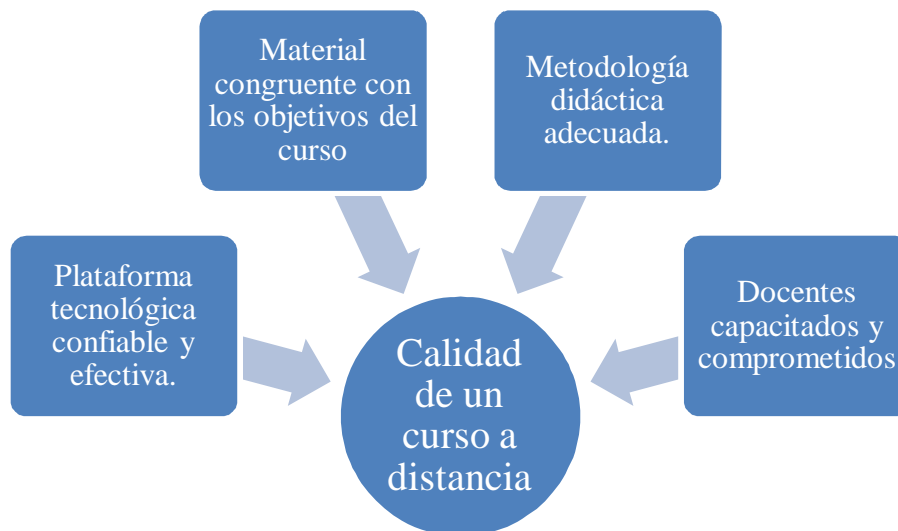 Material
congruente con
los objetivos del
curso
Metodología
didáctica
adecuada.
Plataforma
tecnológica
confiable y
efectiva.
Docentes
capacitados y
comprometidos
Calidad
de un
curso a
distancia